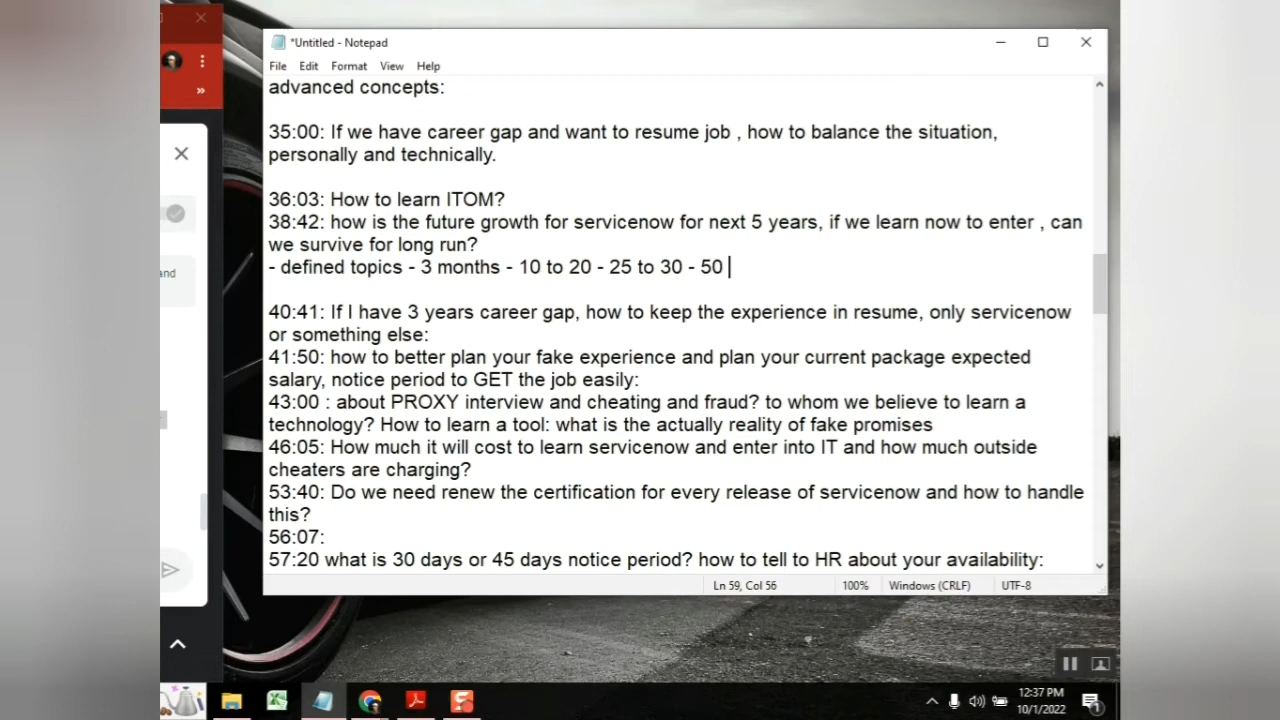 *Untitled - Notepad
File Edit Format View Help
advanced concepts:
35:00: If we have career gap and want to resume job , how to balance the situation,
personally and technically.
36:03: How to learn ITOM?
38:42: how is the future growth for servicenow for next 5 years, if we learn now to enter , can
we survive for long run?
- defined topics - 3 months - 10 to 20 - 25 to 30 - 50
40:41: If I have 3 years career gap, how to keep the experience in resume, only servicenow
or something else:
41:50: how to better plan your fake experience and plan your current package expected
salary, notice period to GET the job easily:
43:00 : about PROXY interview and cheating and fraud? to whom we believe to learn a
technology? How to learn a tool: what is the actually reality of fake promises
46:05: How much it will cost to learn servicenow and enter into IT and how much outside
cheaters are charging?
53:40: Do we need renew the certification for every release of servicenow and how to handle
this?
56:07:
57:20 what is 30 days or 45 days notice period? how to tell to HR about your availability:
Ln 59, Col 56 100% Windows (CRLF) UTF-8
and
12:37 PM
10/1/2022
1